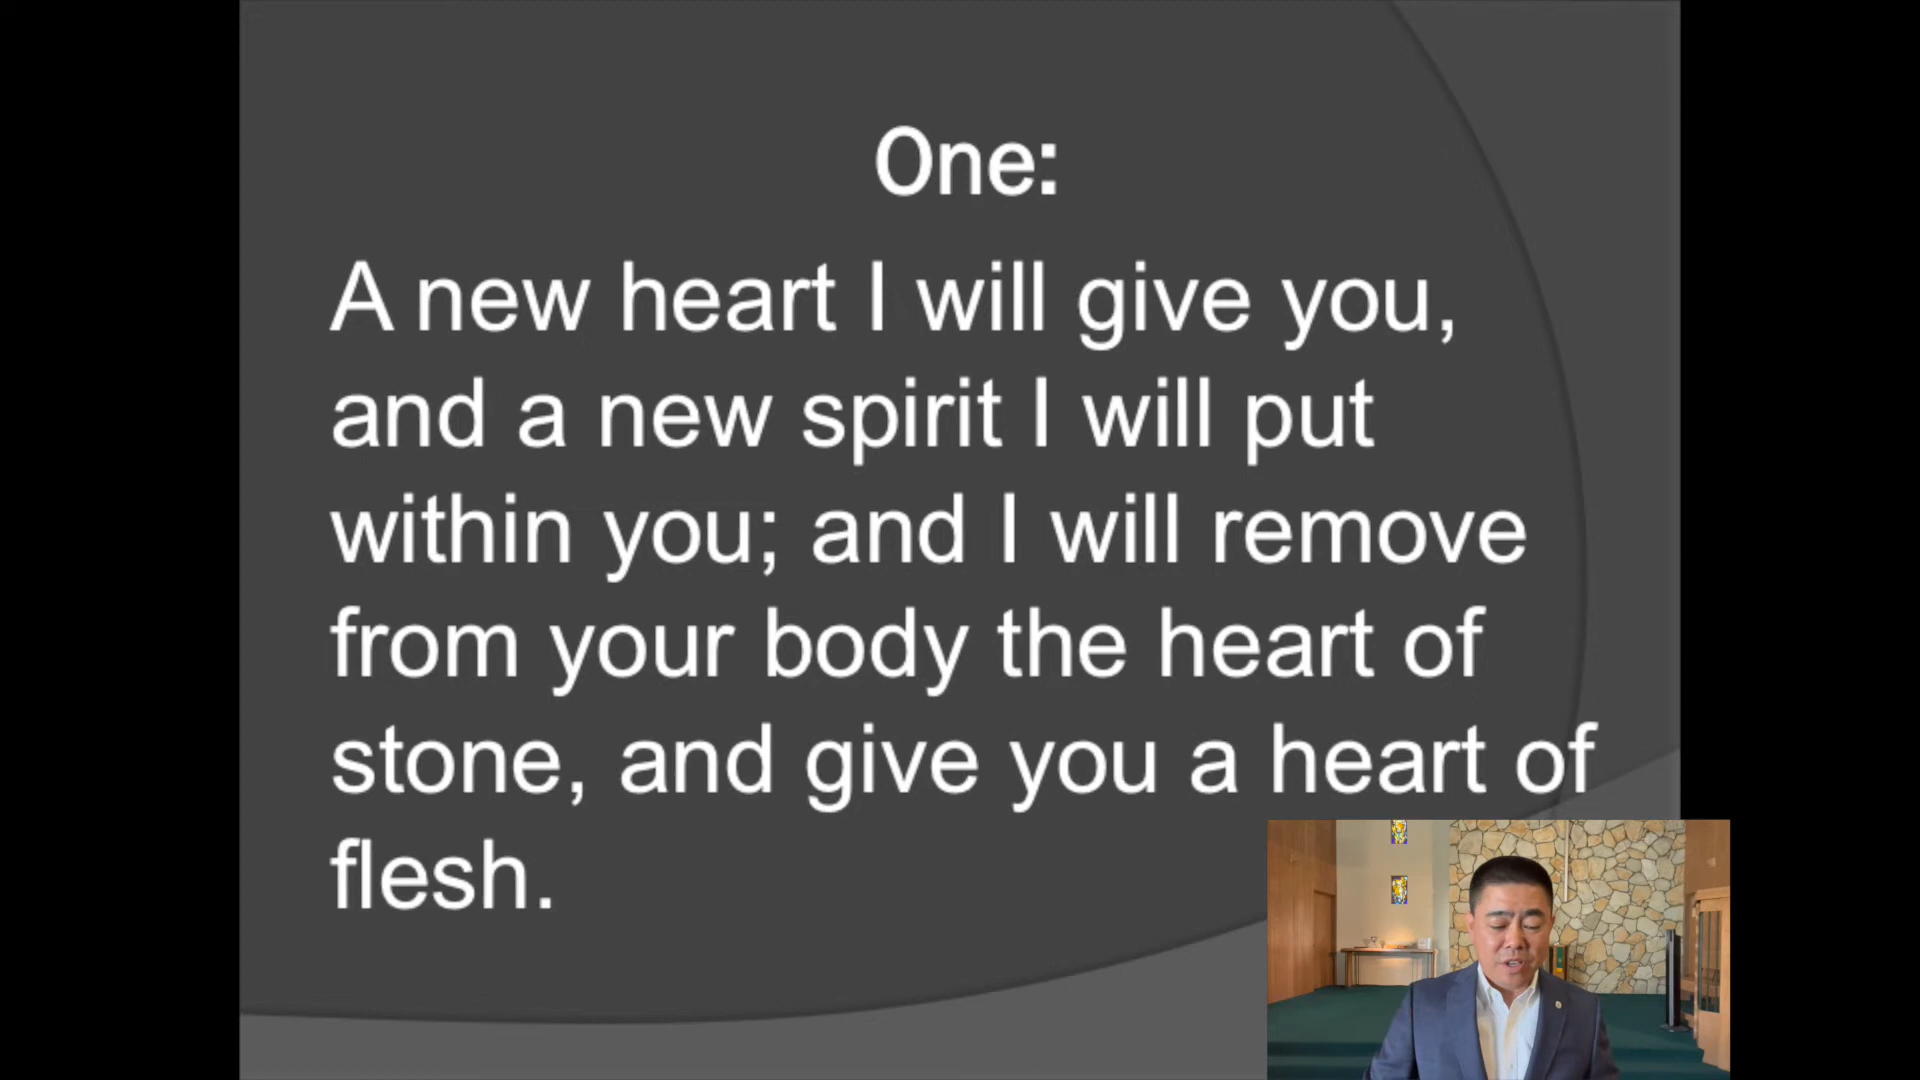 One:
A new heart I will give you,
and a new spirit I will put
within you; and I will remove
from your body the heart of
stone, and give you a heart of
flesh.